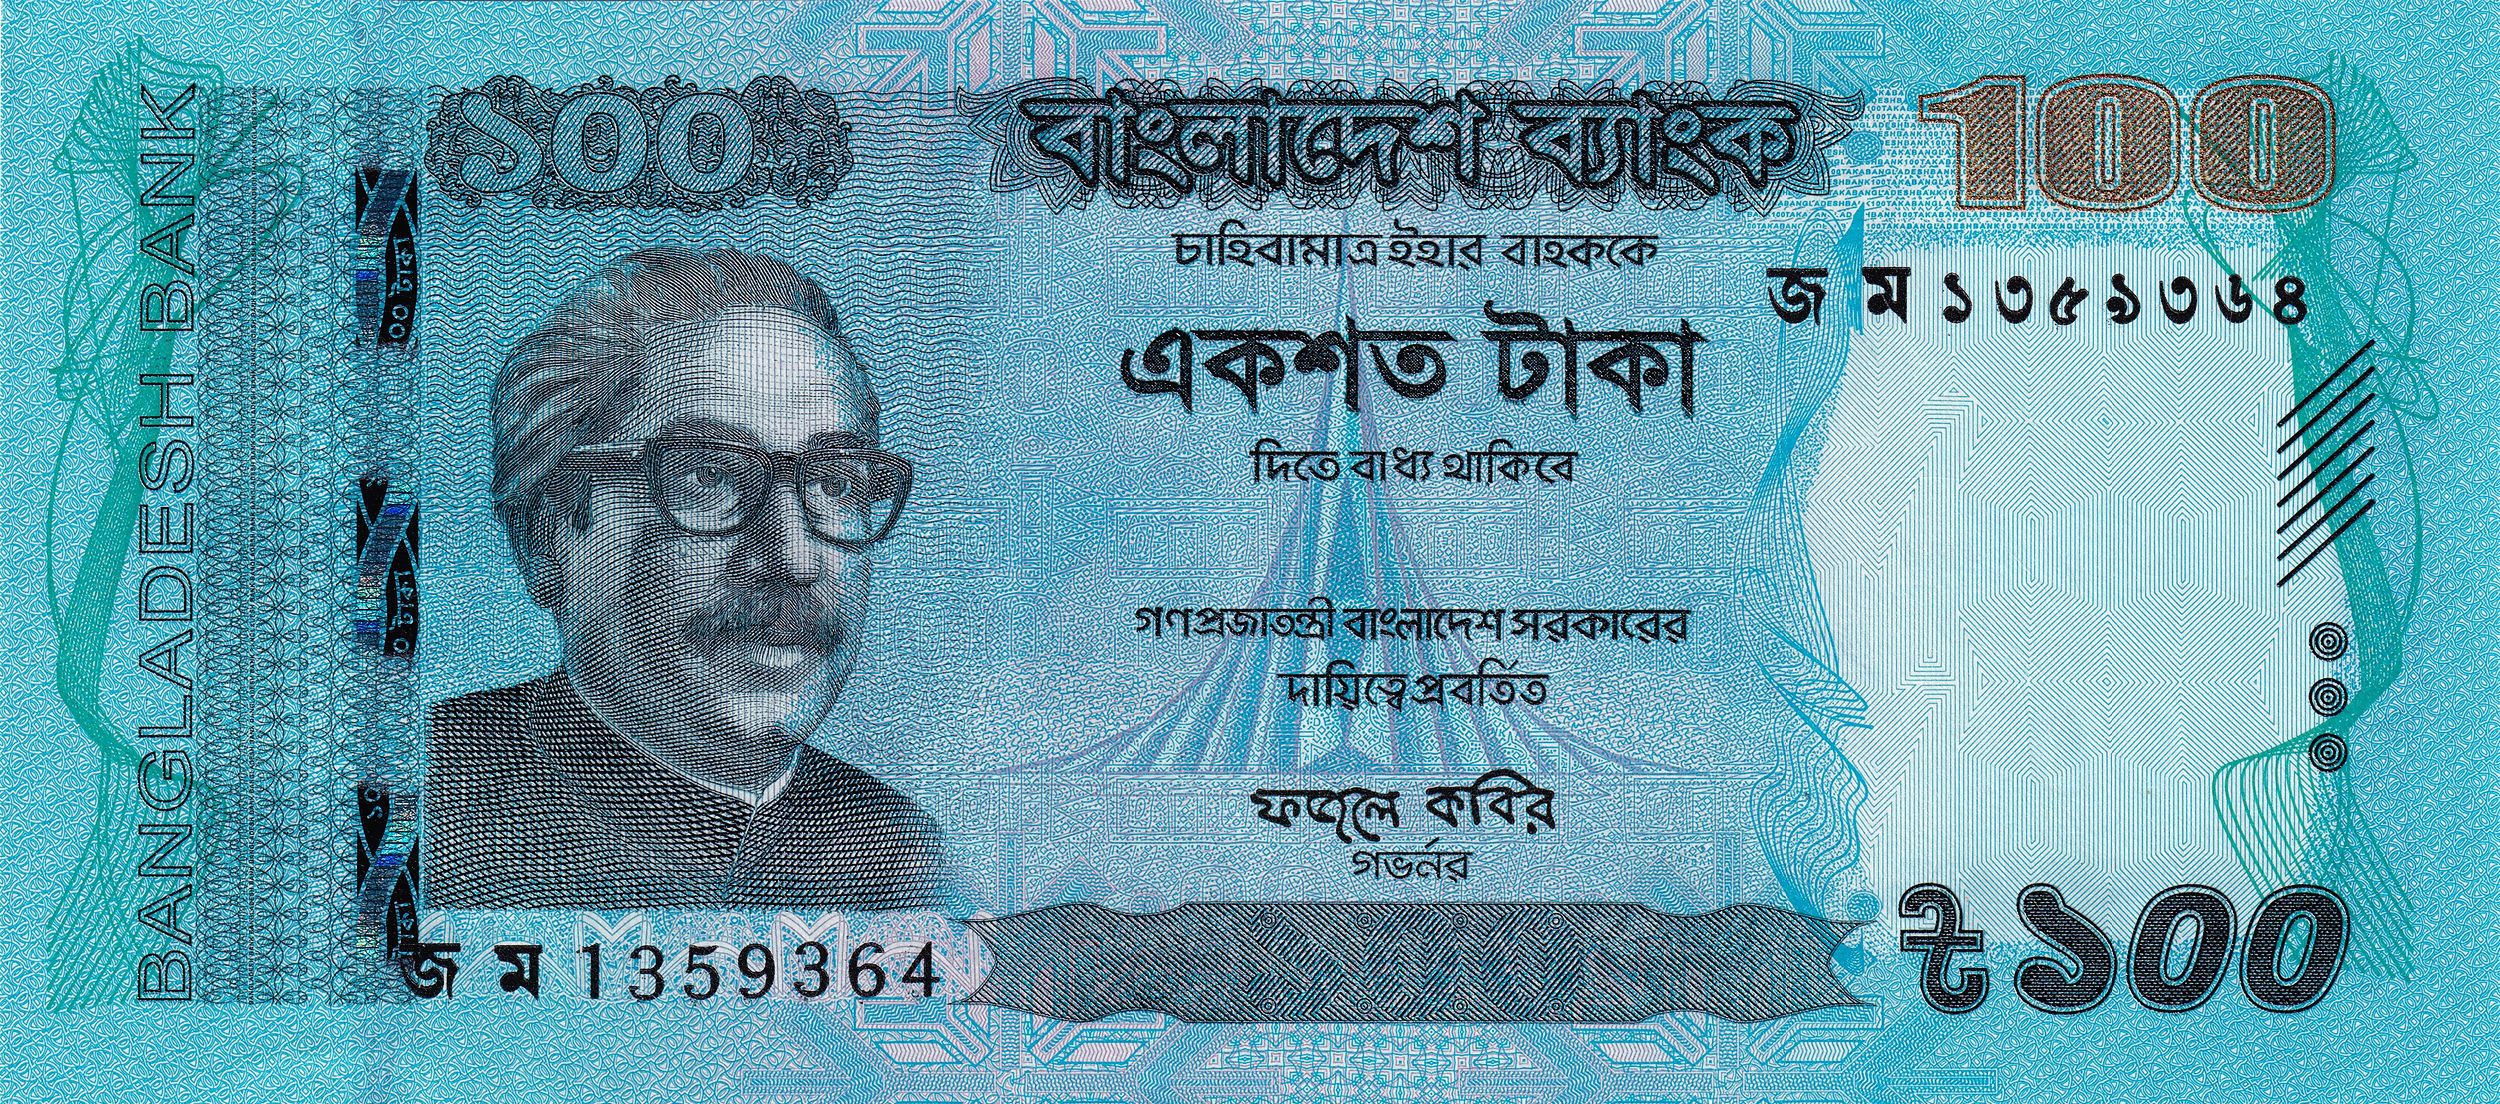 BANGLADESH BANK
১০০
বাংলাদেশ ব্যাংক
100
চাহিবামাত্র ইহার বাহককে
জ ম ১৩৫৯৩৬৪
একশত টাকা
দিতে বাধ্য থাকিবে
গণপ্রজাতন্ত্রী বাংলাদেশ সরকারের
দায়িত্বে প্রবর্তিত
ফজলে কবির
গভর্নর
জ ম 1359364
৳ ১০০